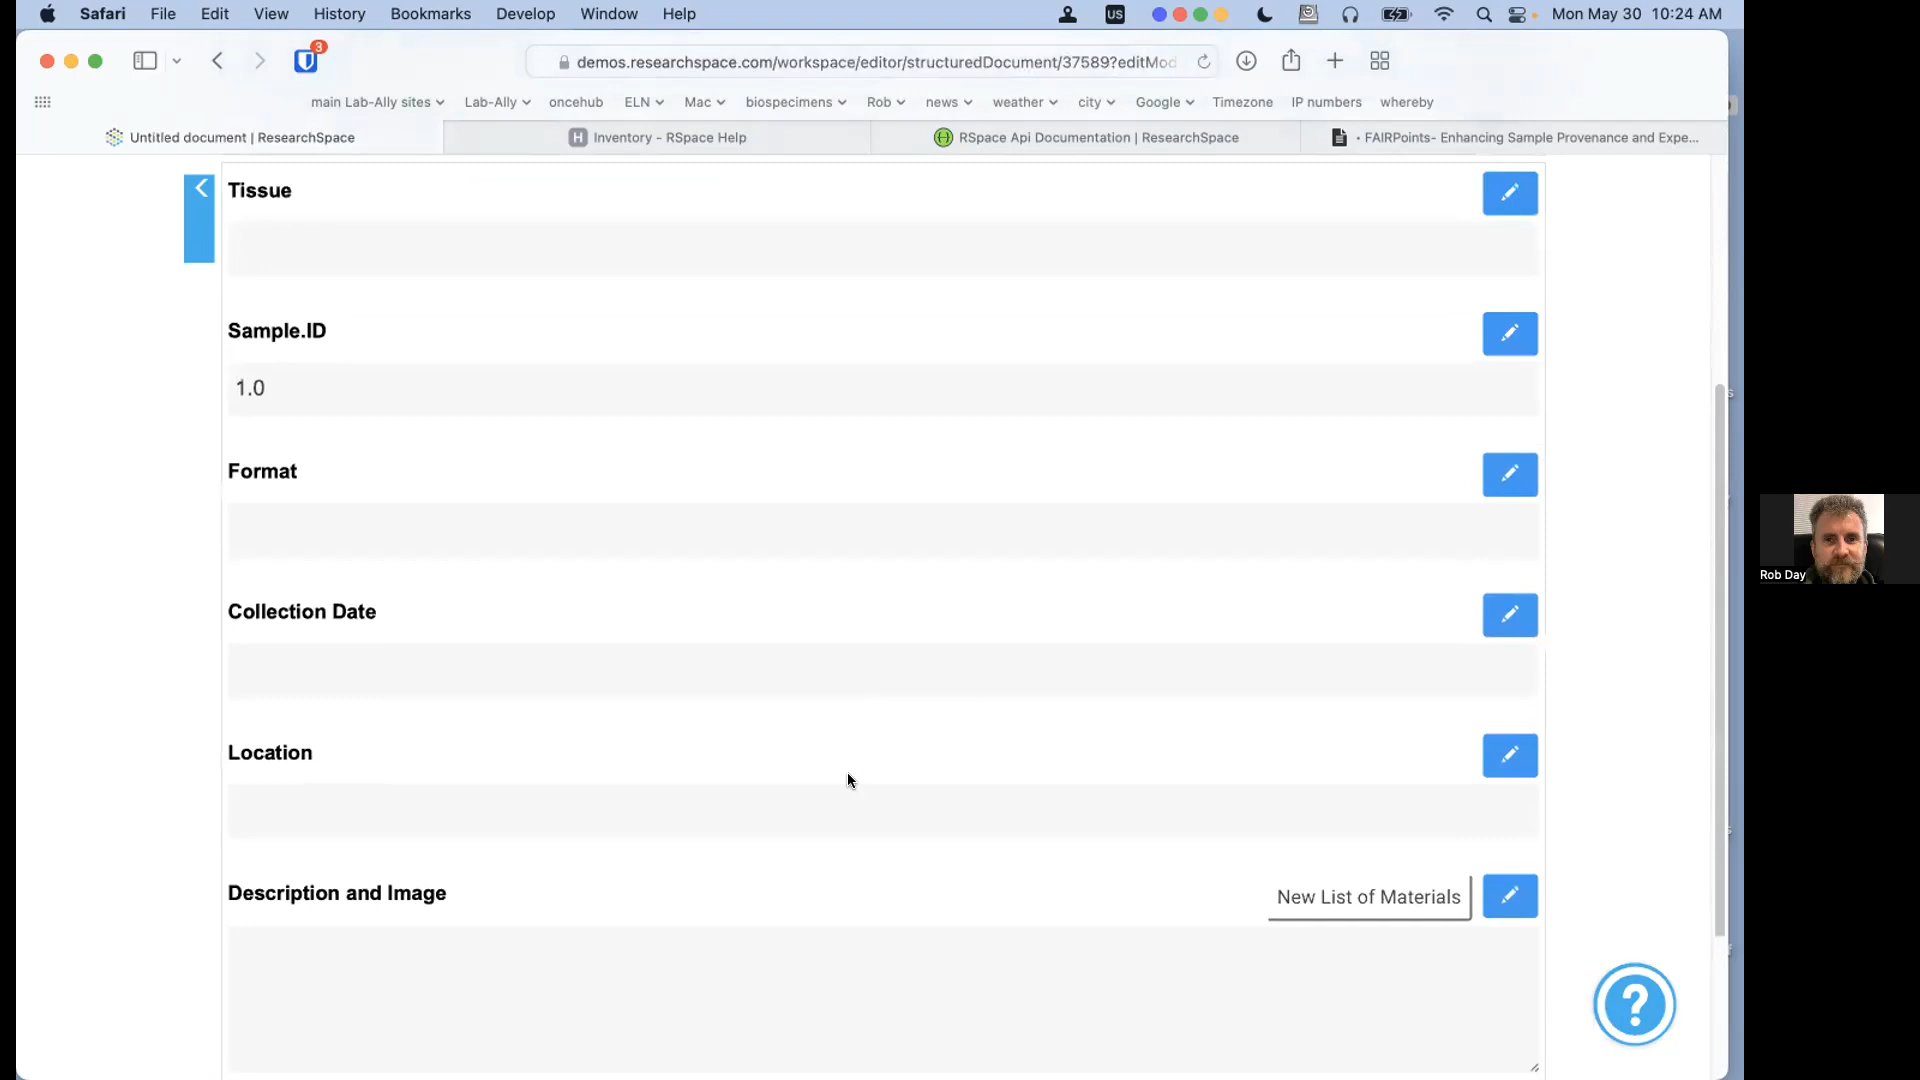 Safari File Edit View History Bookmarks Develop Window Help US Mon May 30 10:24 AM
3 demos.researchspace.com/workspace/editor/structuredDocument/37589?editMod
main Lab-Ally sites Lab-Ally oncehub ELN Mac biospecimens Rob news weather city Google Timezone IP numbers whereby
Untitled document | ResearchSpace H Inventory - RSpace Help RSpace Api Documentation | ResearchSpace • FAIRPoints- Enhancing Sample Provenance and Expe...
Tissue
Sample.ID
1.0
Format
Collection Date
Location
Description and Image New List of Materials
?
Rob Day